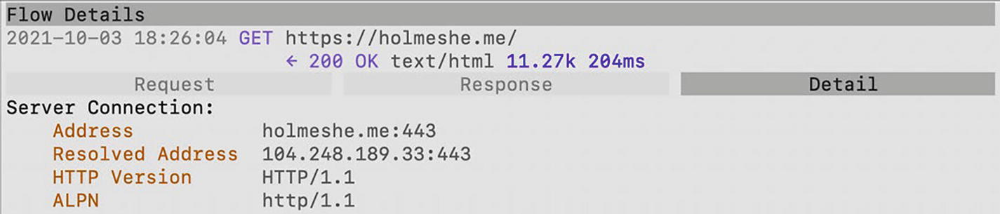 Flow Details
2021-10-03 18:26:04 GET https://holmeshe.me/
← 200 OK text/html 11.27k 204ms
Request Response Detail
Server Connection:
Address holmeshe.me:443
Resolved Address 104.248.189.33:443
HTTP Version HTTP/1.1
ALPN http/1.1